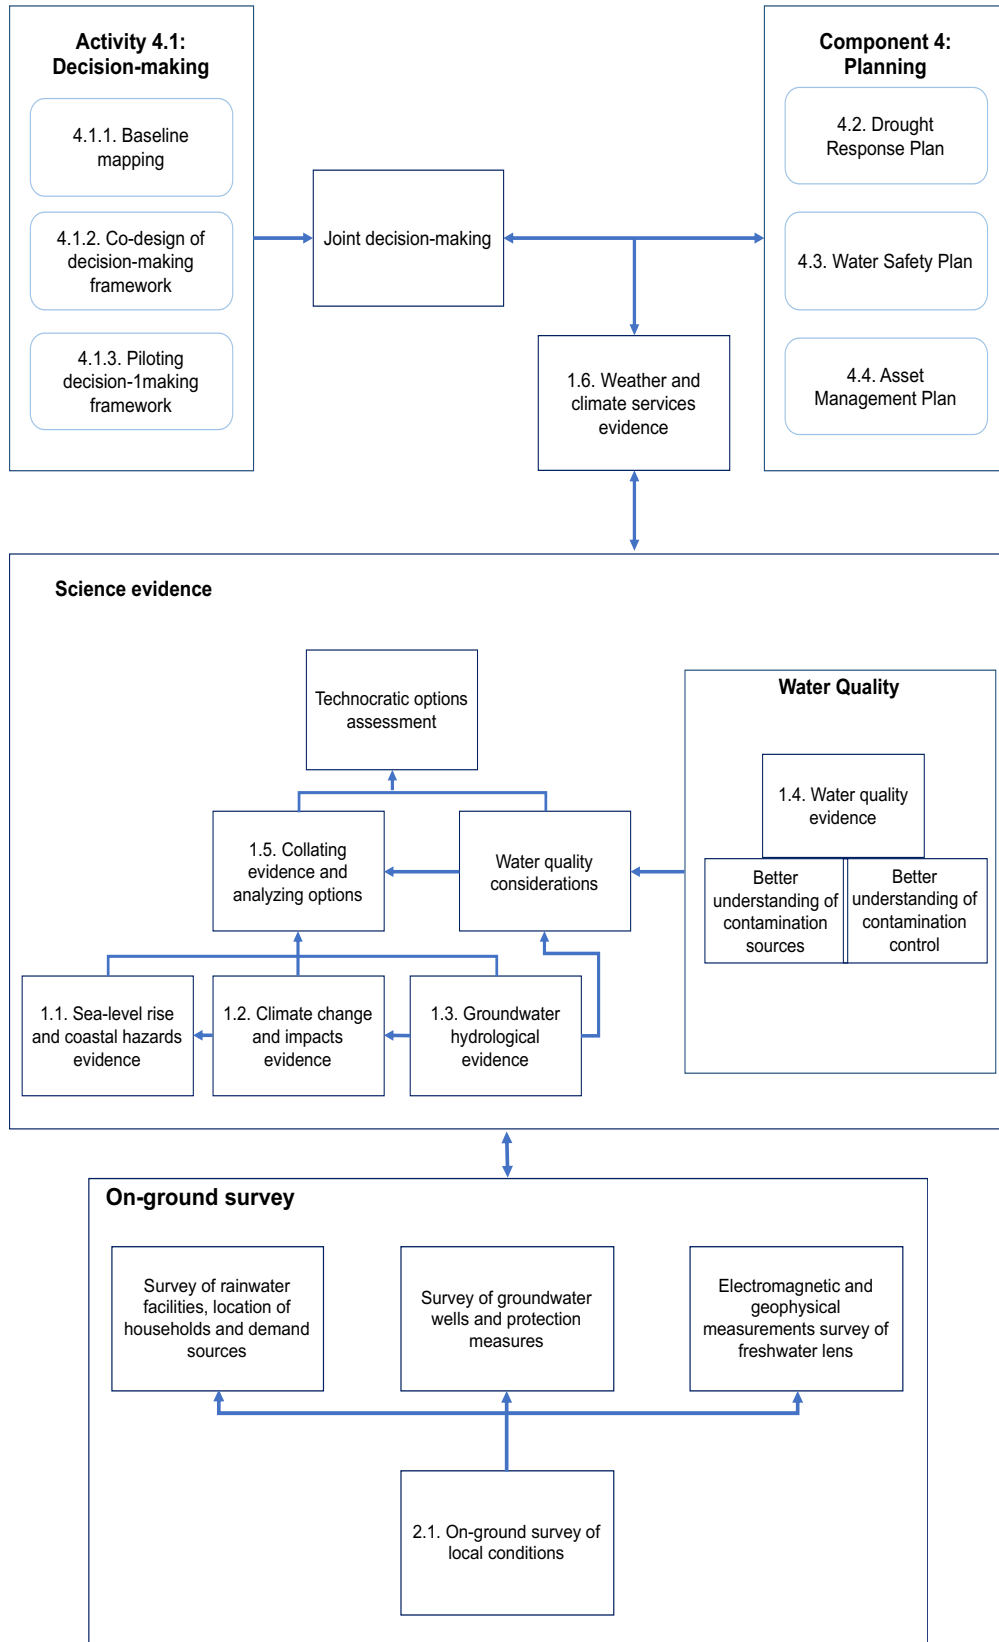 Activity 4.1:
Decision-making
4.1.1. Baseline
mapping
4.1.2. Co-design of
decision-making
framework
4.1.3. Piloting
decision-1making
framework
Joint decision-making
Component 4:
Planning
4.2. Drought
Response Plan
4.3. Water Safety Plan
4.4. Asset
Management Plan
1.6. Weather and
climate services
evidence
Science evidence
Technocratic options
assessment
1.5. Collating
evidence and
analyzing options
Water quality
considerations
Water Quality
1.4. Water quality
evidence
Better
understanding of
contamination
sources
Better
understanding of
contamination
control
1.1. Sea-level rise
and coastal hazards
evidence
1.2. Climate change
and impacts
evidence
1.3. Groundwater
hydrological
evidence
On-ground survey
Survey of rainwater
facilities, location of
households and demand
sources
Survey of groundwater
wells and protection
measures
Electromagnetic and
geophysical
measurements survey of
freshwater lens
2.1. On-ground survey of
local conditions